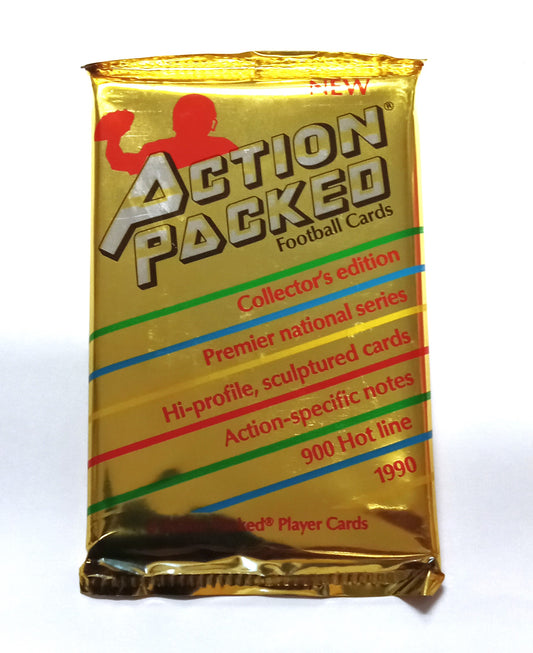 NEW
ACTION®
PACKED
Football Cards
Collector's edition
Premier national series
Hi-profile, sculptured cards
Action-specific notes
900 Hot line
1990
® Player Cards